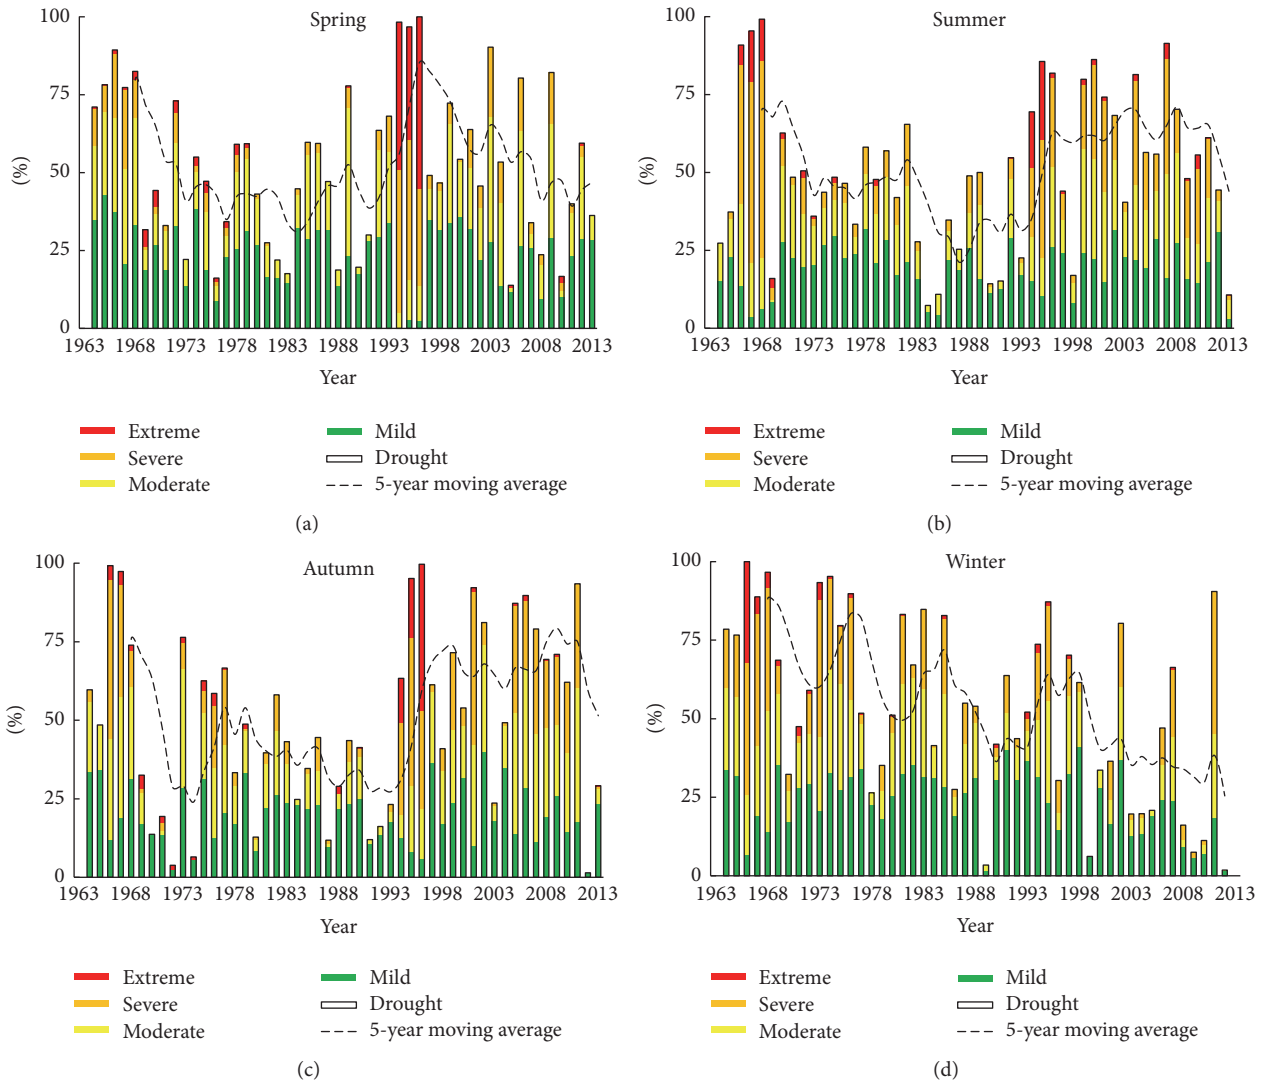 Spring
100
75
50
25
0
(%)
1963 1968 1973 1978 1983 1988 1993 1998 2003 2008 2013
Year
Extreme
Severe
Moderate
Mild
Drought
5-year moving average
(a)
Summer
100
75
50
25
0
(%)
1963 1968 1973 1978 1983 1988 1993 1998 2003 2008 2013
Year
Extreme
Severe
Moderate
Mild
Drought
5-year moving average
(b)
Autumn
100
75
50
25
0
(%)
1963 1968 1973 1978 1983 1988 1993 1998 2003 2008 2013
Year
Extreme
Severe
Moderate
Mild
Drought
5-year moving average
(c)
Winter
100
75
50
25
0
(%)
1963 1968 1973 1978 1983 1988 1993 1998 2003 2008 2013
Year
Extreme
Severe
Moderate
Mild
Drought
5-year moving average
(d)